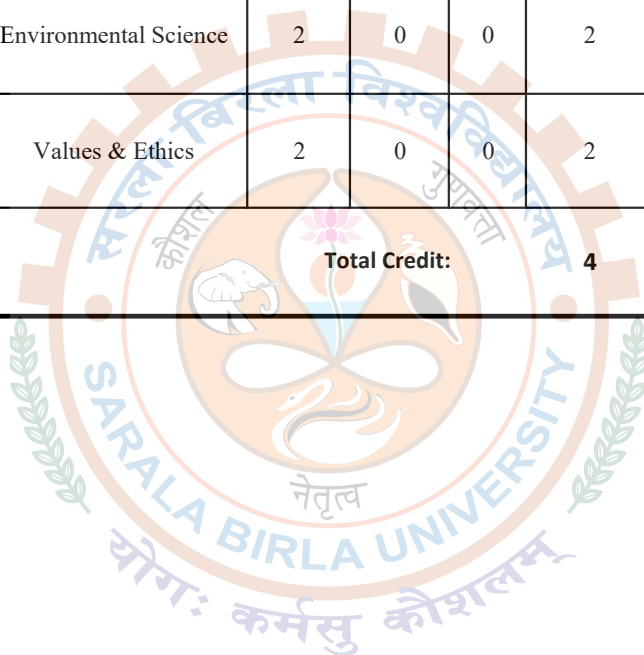 Environmental Science 2 0 0 2
Values & Ethics 2 0 0 2
Total Credit: 4
सरला बिरला विश्वविद्यालय
कौशल
गुणवत्ता
नेतृत्व
SARALA BIRLA UNIVERSITY
योगः कर्मसु कौशलम्